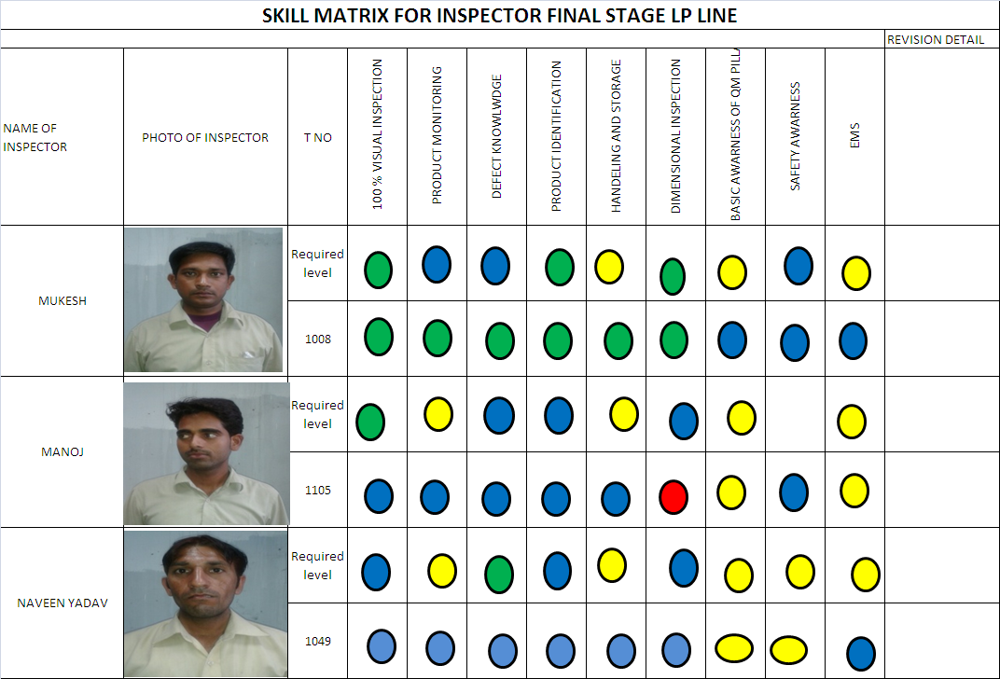 SKILL MATRIX FOR INSPECTOR FINAL STAGE LP LINE
REVISION DETAIL
NAME OF
INSPECTOR
PHOTO OF INSPECTOR
T NO
100 % VISUAL INSPECTION
PRODUCT MONITORING
DEFECT KNOWLWDGE
PRODUCT IDENTIFICATION
HANDELING AND STORAGE
DIMENSIONAL INSPECTION
BASIC AWARNESS OF QM PILLA
SAFETY AWARNESS
EMS
MUKESH
Required
level
1008
MANOJ
Required
level
1105
NAVEEN YADAV
Required
level
1049